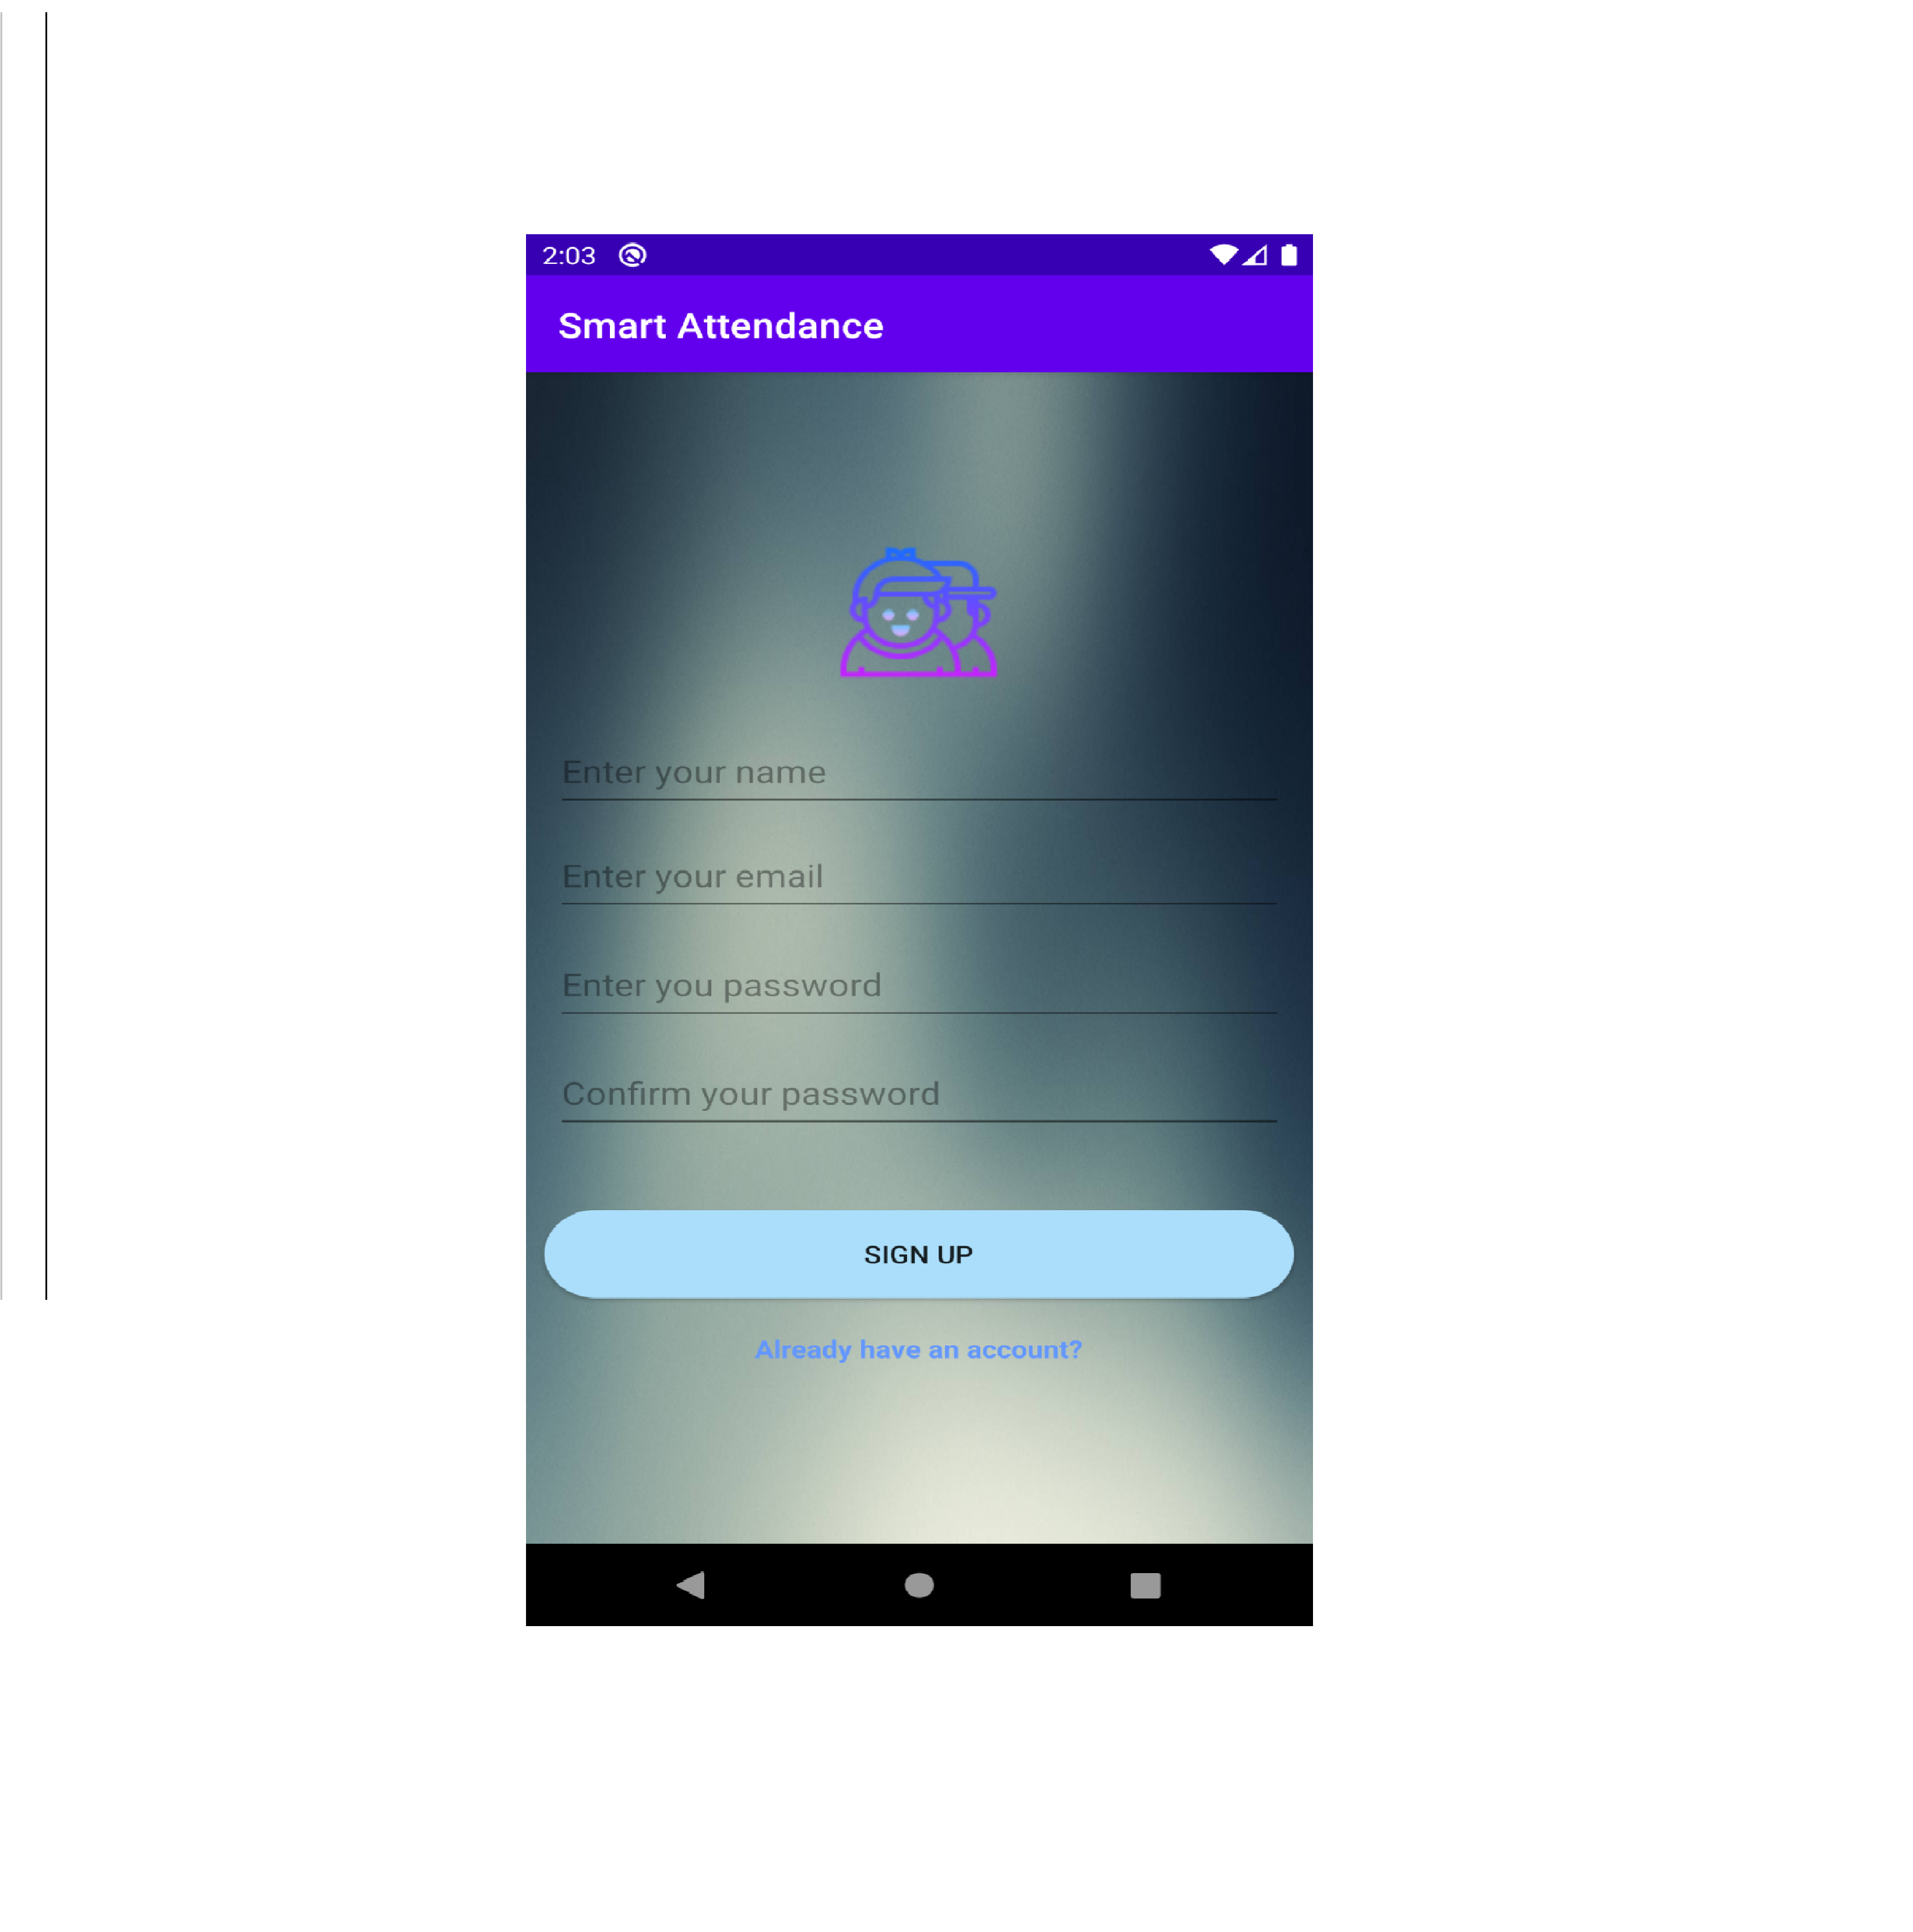 2:03
Smart Attendance
Enter your name
Enter your email
Enter you password
Confirm your password
SIGN UP
Already have an account?